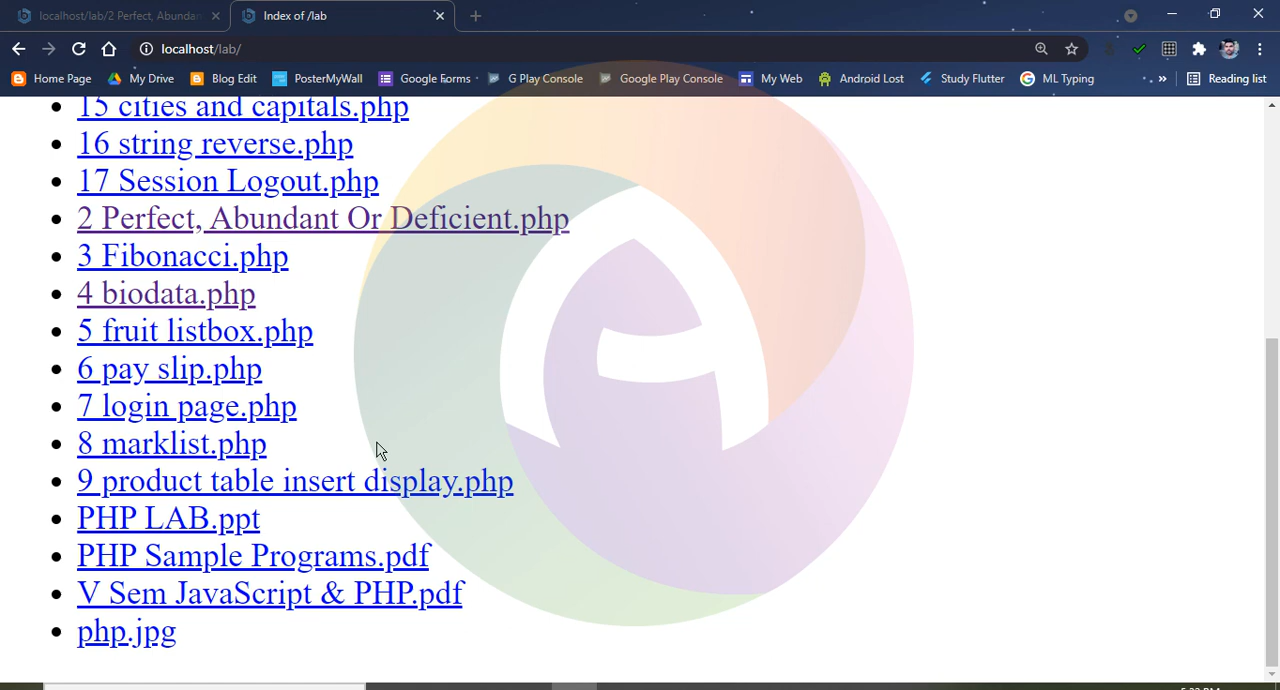 localhost/lab/2 Perfect, Abundan
Index of /lab
localhost/lab/
Home Page
My Drive
Blog Edit
PosterMyWall
Google Forms
G Play Console
Google Play Console
My Web
Android Lost
Study Flutter
ML Typing
»
Reading list
15 cities and capitals.php
16 string reverse.php
17 Session Logout.php
2 Perfect, Abundant Or Deficient.php
3 Fibonacci.php
4 biodata.php
5 fruit listbox.php
6 pay slip.php
7 login page.php
8 marklist.php
9 product table insert display.php
PHP LAB.ppt
PHP Sample Programs.pdf
V Sem JavaScript & PHP.pdf
php.jpg